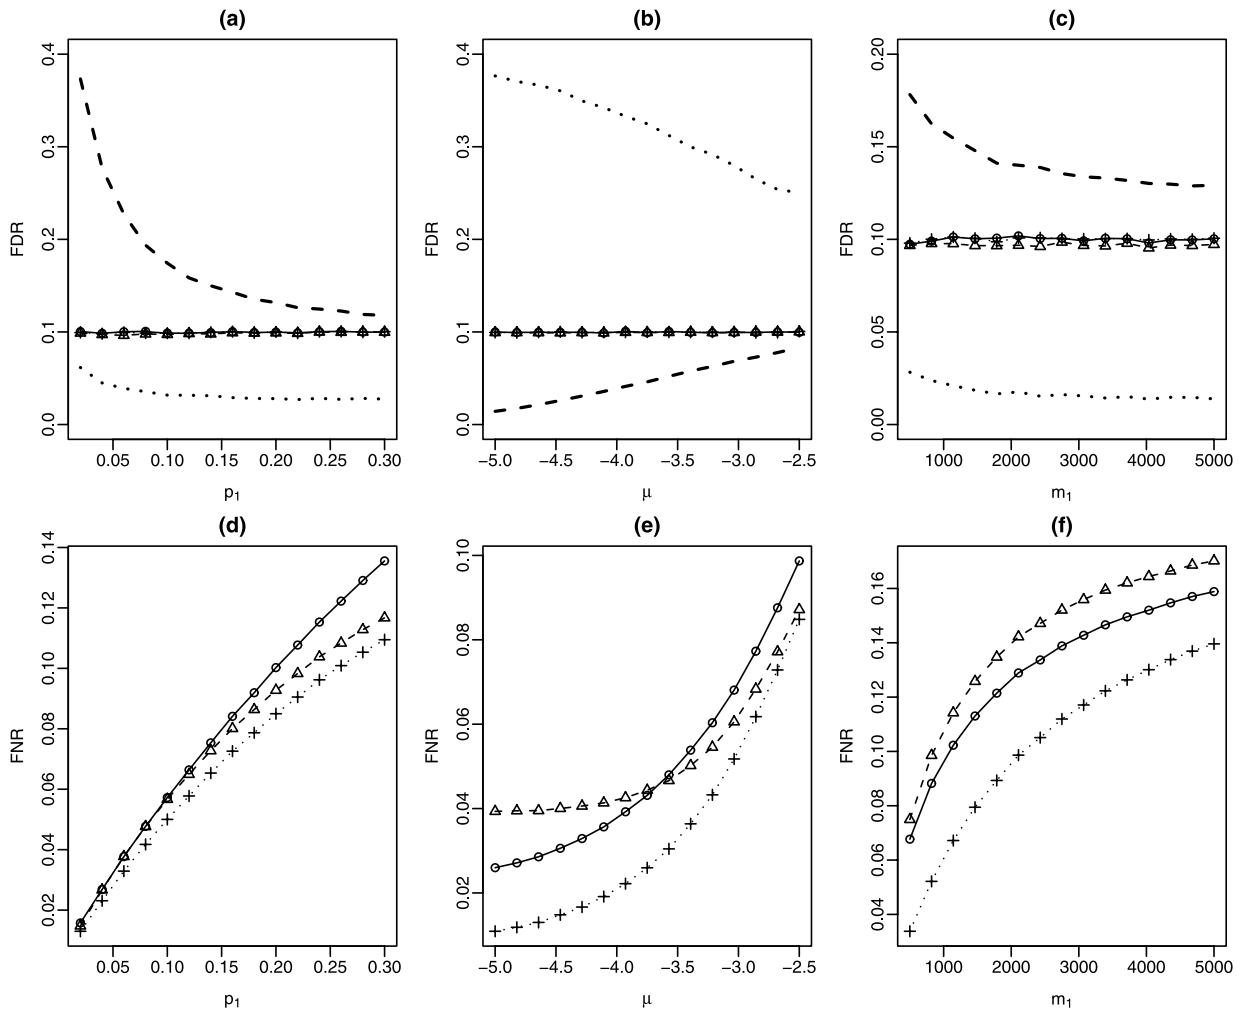 (a)
0.4
0.3
0.2
0.1
0.0
FDR
0.05 0.10 0.15 0.20 0.25 0.30
p1
(b)
0.4
0.3
0.2
0.1
0.0
FDR
−5.0 −4.5 −4.0 −3.5 −3.0 −2.5
μ
(c)
0.20
0.15
0.10
0.05
0.00
FDR
1000 2000 3000 4000 5000
m1
(d)
0.14
0.12
0.10
0.08
0.06
0.04
0.02
FNR
0.05 0.10 0.15 0.20 0.25 0.30
p1
(e)
0.10
0.08
0.06
0.04
0.02
FNR
−5.0 −4.5 −4.0 −3.5 −3.0 −2.5
μ
(f)
0.16
0.14
0.12
0.10
0.08
0.06
0.04
FNR
1000 2000 3000 4000 5000
m1